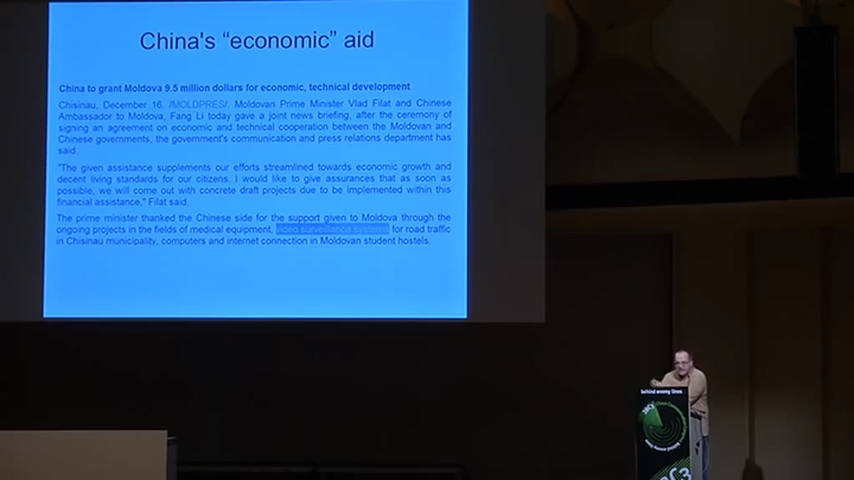 China's “economic” aid
China to grant Moldova 9.5 million dollars for economic, technical development
Chisinau, December 16, /MOLDPRES/. Moldovan Prime Minister Vlad Filat and Chinese
Ambassador to Moldova, Fang Li today gave a joint news briefing, after the ceremony of
signing an agreement on economic and technical cooperation between the Moldovan and
Chinese governments, the government's communication and press relations department has
said.
"The given assistance supplements our efforts streamlined towards economic growth and
decent living standards for our citizens. I would like to give assurances that as soon as
possible, we will come out with concrete draft projects due to be implemented within this
financial assistance," Filat said.
The prime minister thanked the Chinese side for the support given to Moldova through the
ongoing projects in the fields of medical equipment, video surveillance systems for road traffic
in Chisinau municipality, computers and internet connection in Moldovan student hostels.
behind enemy lines
28C3